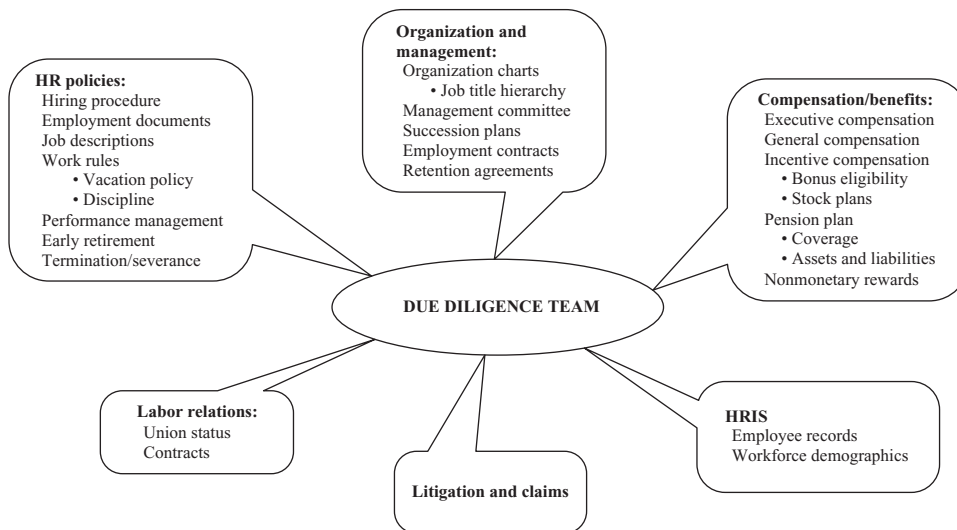 Organization and
management:
Organization charts
• Job title hierarchy
Management committee
Succession plans
Employment contracts
Retention agreements
HR policies:
Hiring procedure
Employment documents
Job descriptions
Work rules
• Vacation policy
• Discipline
Performance management
Early retirement
Termination/severance
Compensation/benefits:
Executive compensation
General compensation
Incentive compensation
• Bonus eligibility
• Stock plans
Pension plan
• Coverage
• Assets and liabilities
Nonmonetary rewards
DUE DILIGENCE TEAM
Labor relations:
Union status
Contracts
Litigation and claims
HRIS
Employee records
Workforce demographics